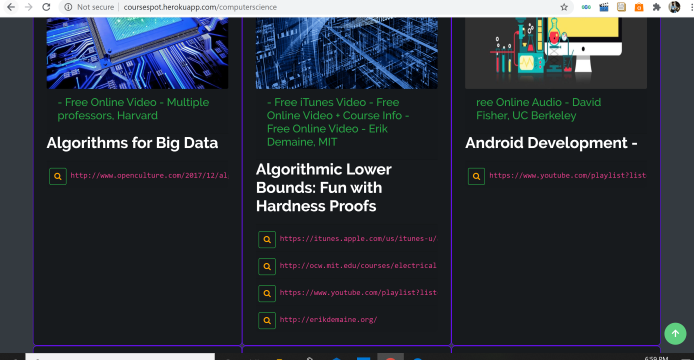 Not secure | coursespot.herokuapp.com/computerscience
- Free Online Video - Multiple
professors, Harvard
Algorithms for Big Data
http://www.openculture.com/2017/12/al
- Free iTunes Video - Free
Online Video + Course Info -
Free Online Video - Erik
Demaine, MIT
Algorithmic Lower
Bounds: Fun with
Hardness Proofs
https://itunes.apple.com/us/itunes-u/
http://ocw.mit.edu/courses/electrical
https://www.youtube.com/playlist?list
http://erikdemaine.org/
ree Online Audio - David
Fisher, UC Berkeley
Android Development -
https://www.youtube.com/playlist?list
6:59 PM